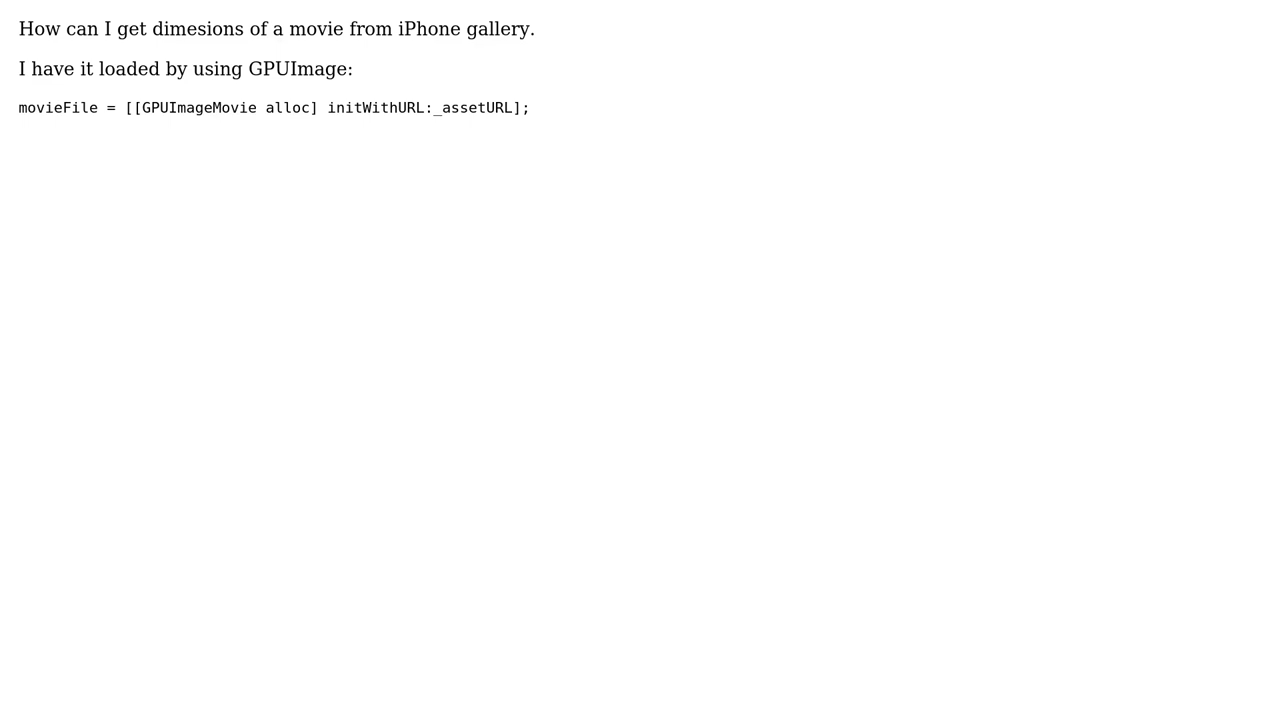 How can I get dimesions of a movie from iPhone gallery.
I have it loaded by using GPUImage:
movieFile = [[GPUImageMovie alloc] initWithURL:_assetURL];